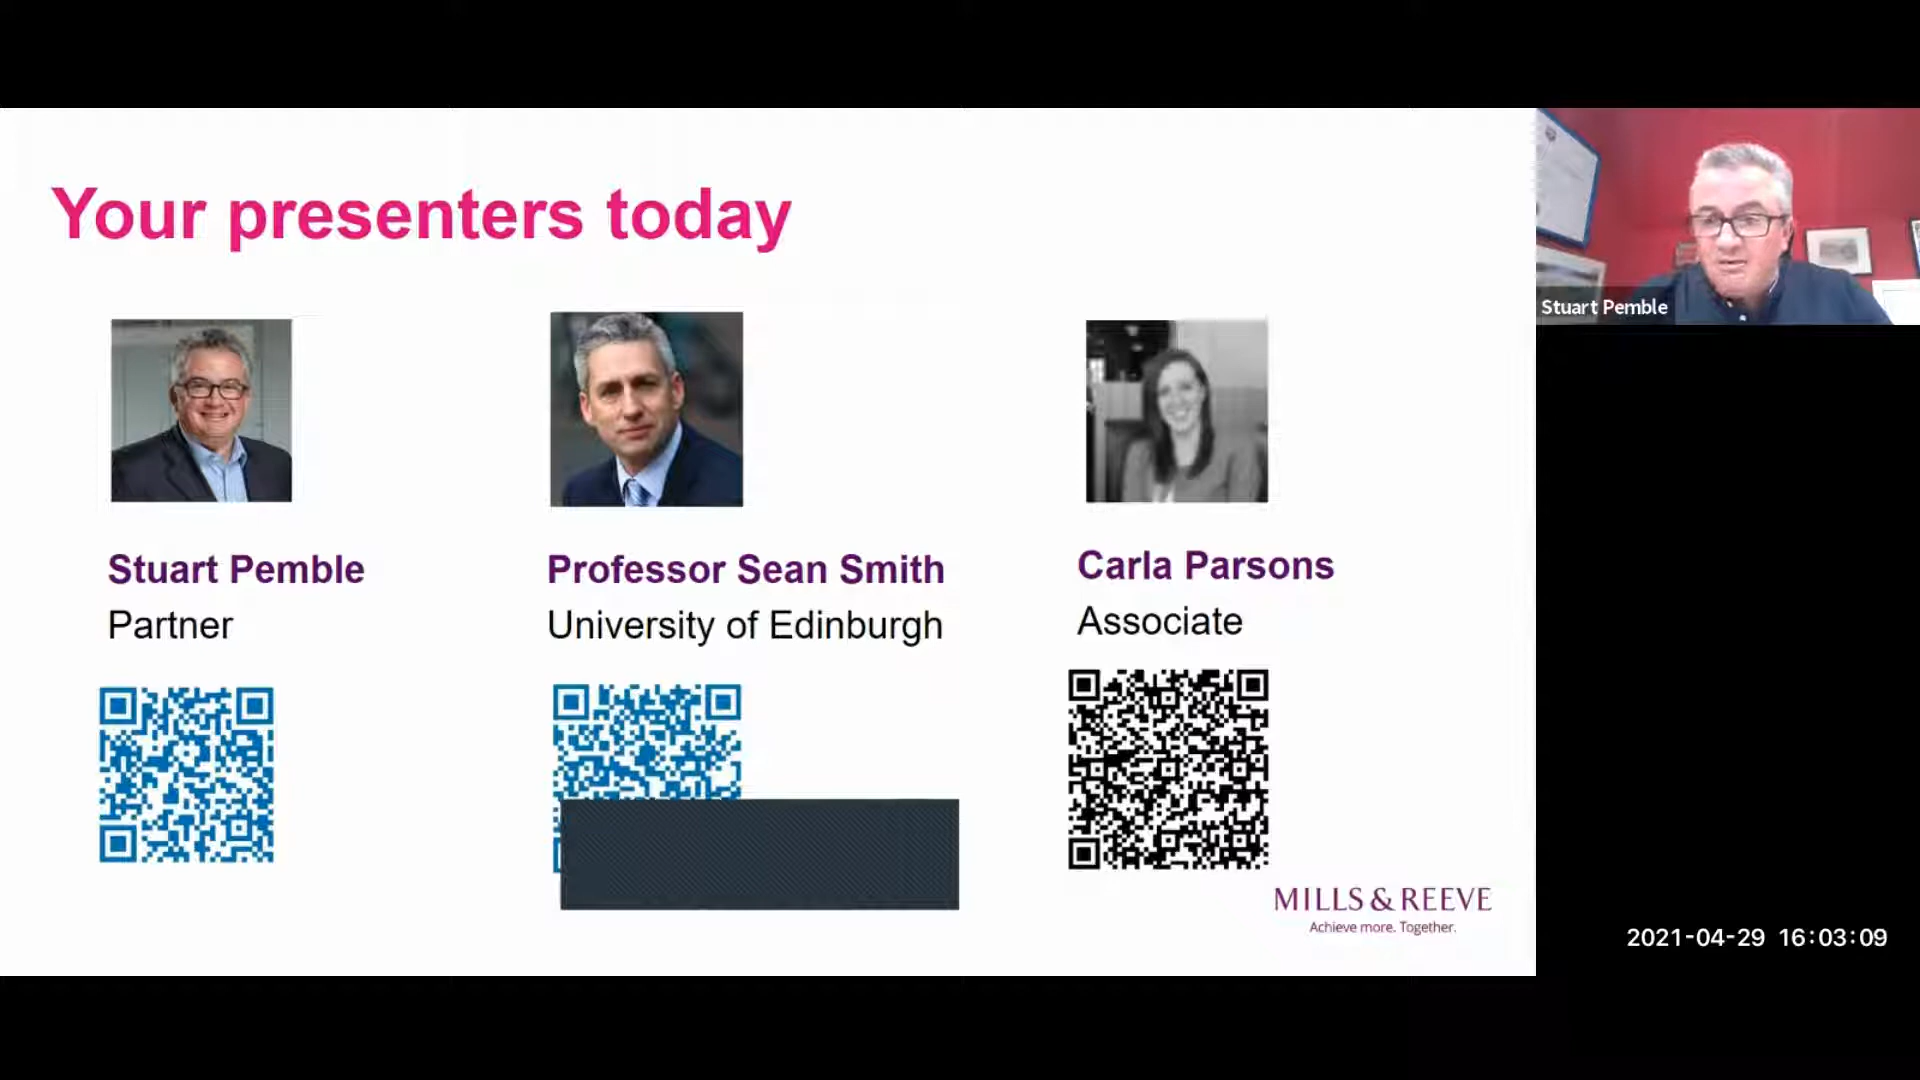 Your presenters today
Stuart Pemble
Partner
Professor Sean Smith
University of Edinburgh
Carla Parsons
Associate
MILLS & REEVE
Achieve more. Together.
Stuart Pemble
2021-04-29 16:03:09